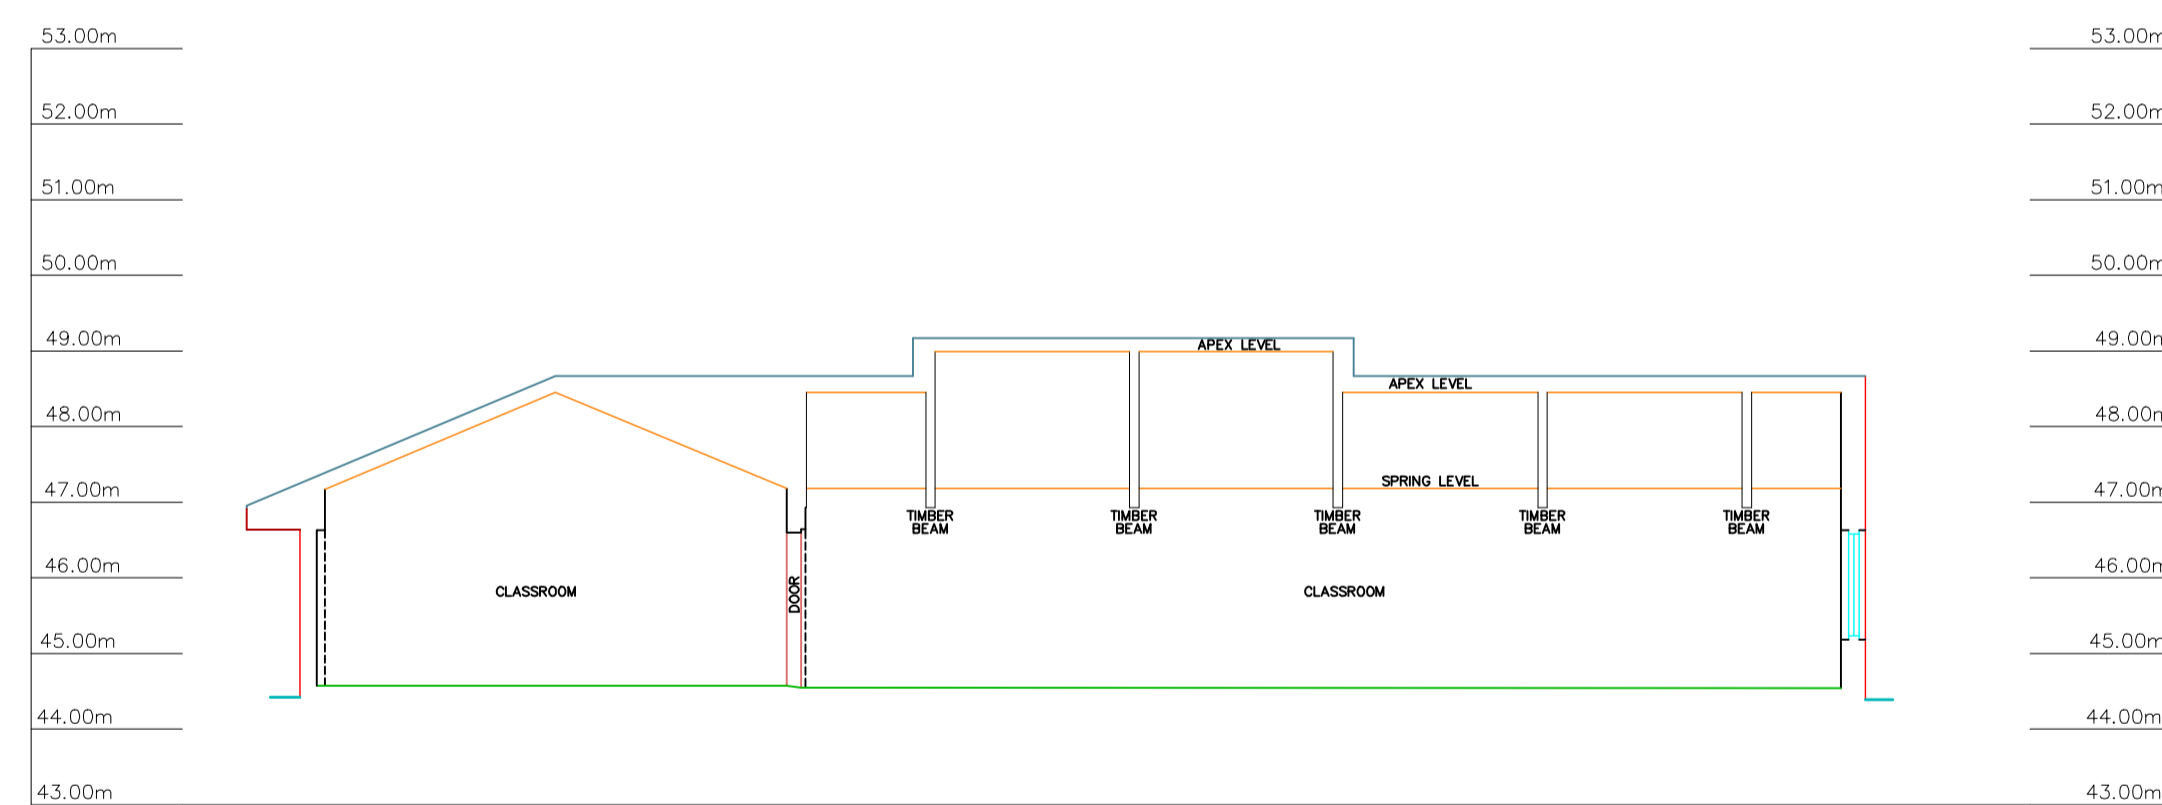 53.00m 53.00m
52.00m 52.00m
51.00m 51.00m
50.00m 50.00m
49.00m 49.00m
APEX LEVEL
APEX LEVEL
48.00m 48.00m
SPRING LEVEL
47.00m 47.00m
TIMBER TIMBER TIMBER TIMBER TIMBER
BEAM BEAM BEAM BEAM BEAM
46.00m 46.00m
CLASSROOM DOOR CLASSROOM
45.00m 45.00m
44.00m 44.00m
43.00m 43.00m